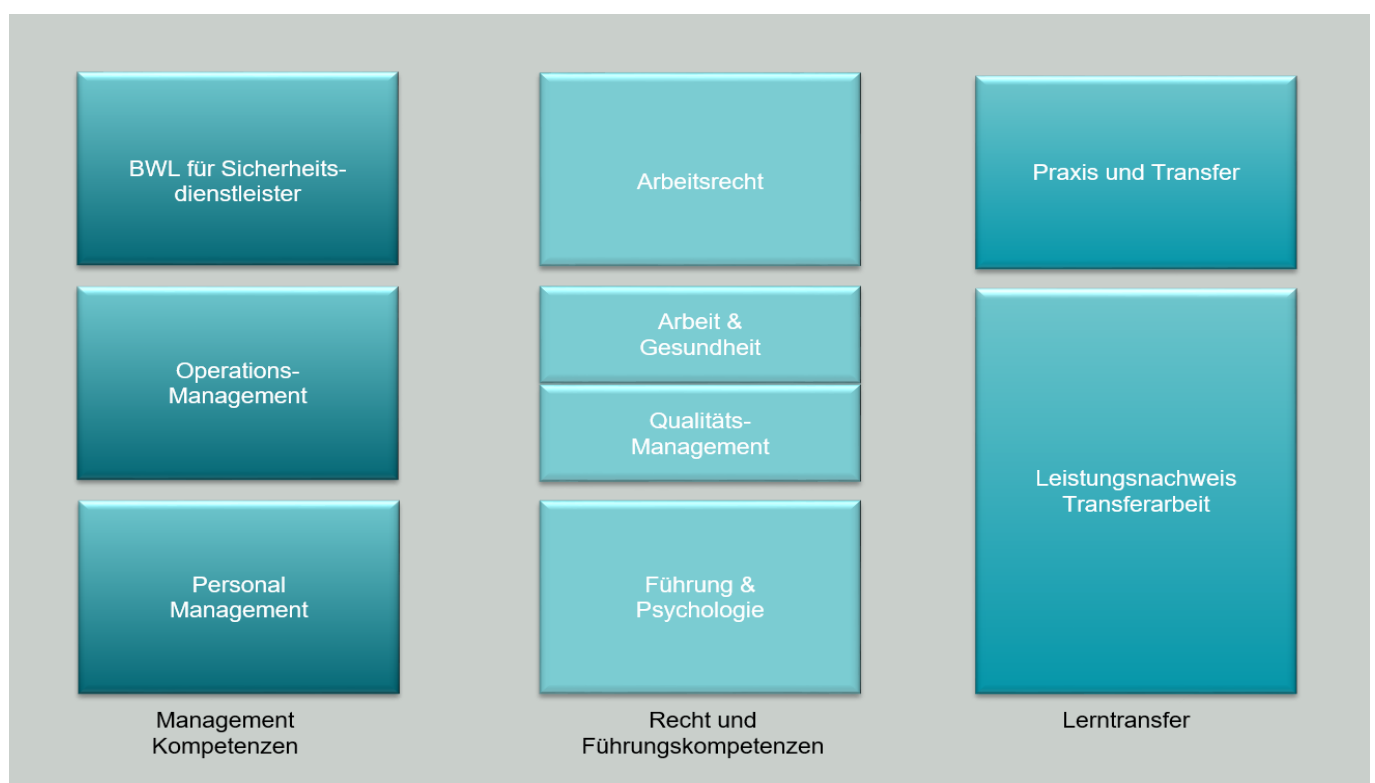 BWL für Sicherheits-
dienstleister
Operations-
Management
Personal
Management
Management
Kompetenzen
Arbeitsrecht
Arbeit &
Gesundheit
Qualitäts-
Management
Führung &
Psychologie
Recht und
Führungskompetenzen
Praxis und Transfer
Leistungsnachweis
Transferarbeit
Lerntransfer